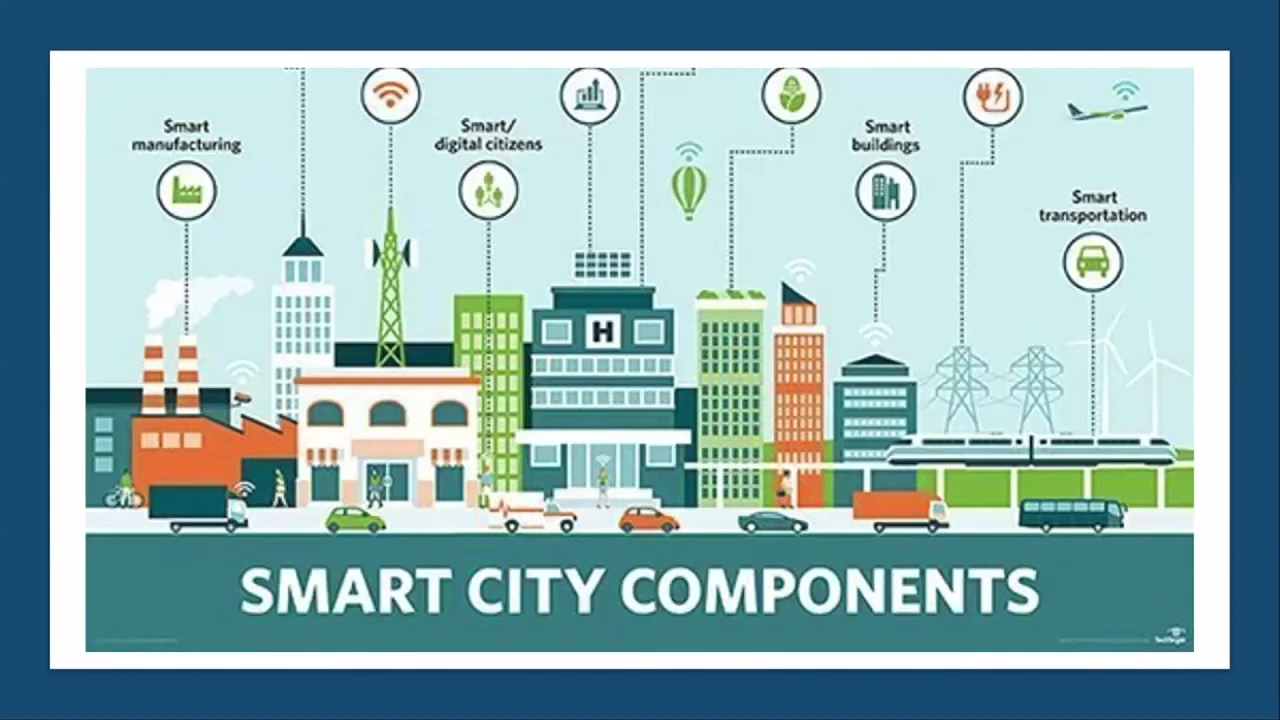 Smart
manufacturing
Smart/
digital citizens
Smart
buildings
Smart
transportation
H
SMART CITY COMPONENTS